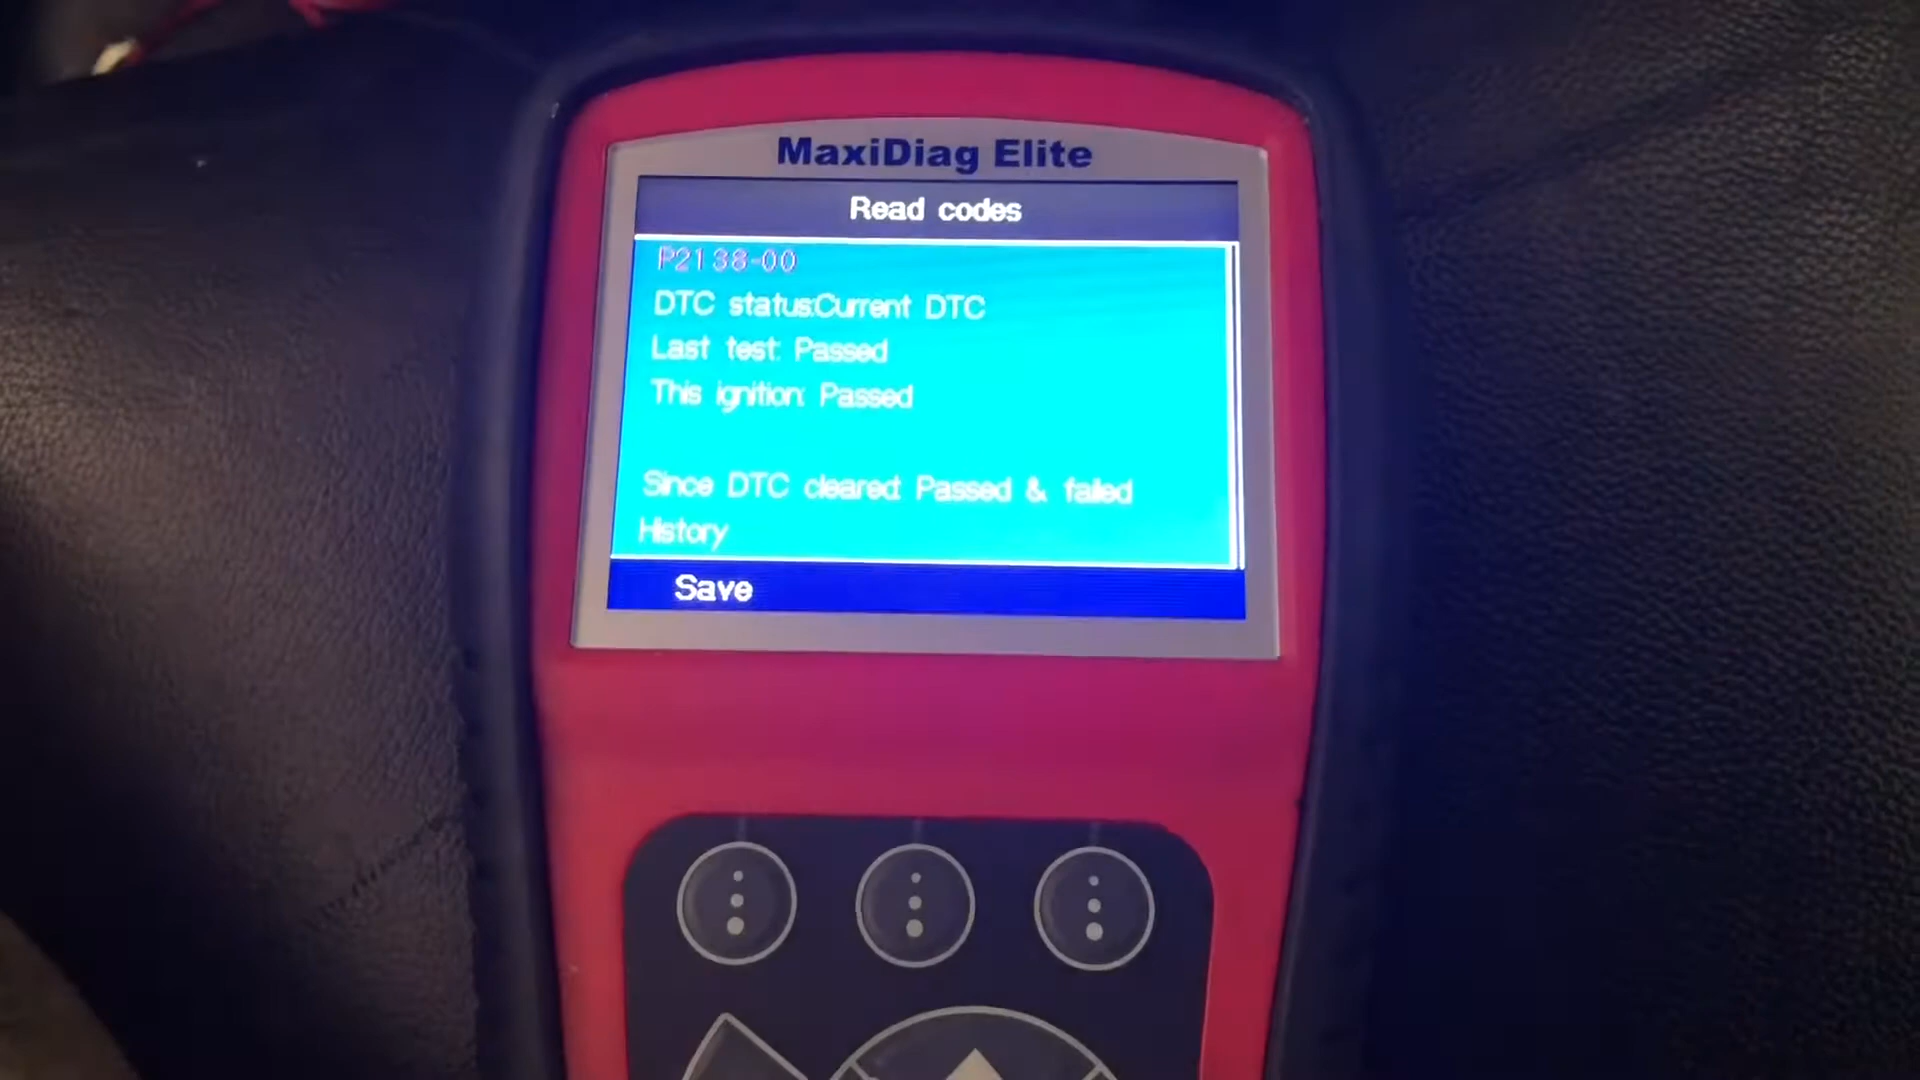 MaxiDiag Elite
Read codes
P2138-00
DTC status:Current DTC
Last test: Passed
This ignition: Passed
Since DTC cleared: Passed & failed
History
Save